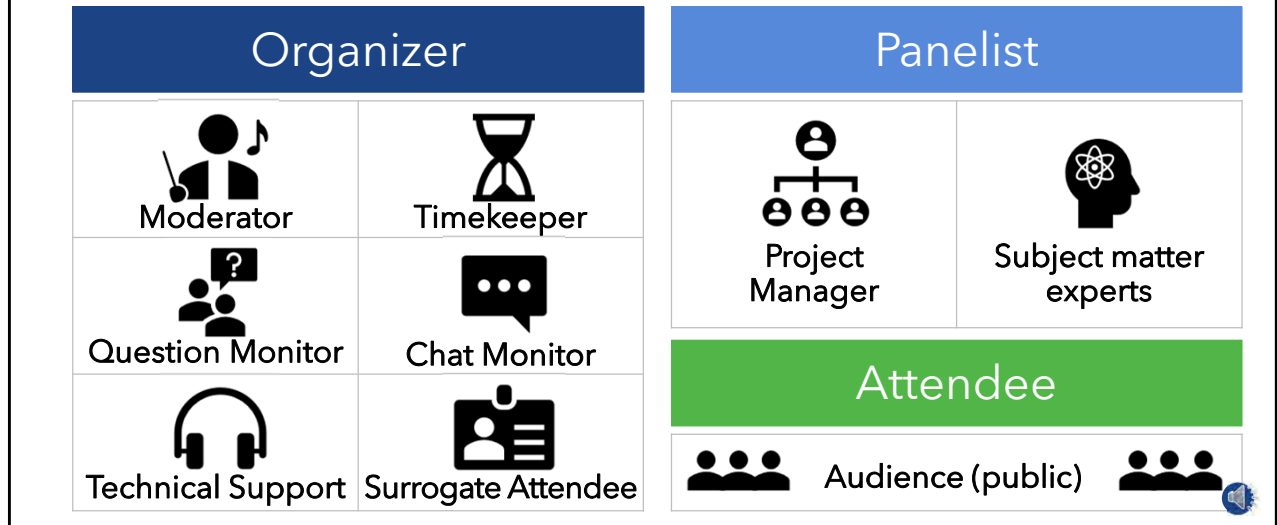 Organizer
Moderator
Timekeeper
?
Question Monitor
Chat Monitor
Technical Support
Surrogate Attendee
Panelist
Project
Manager
Subject matter
experts
Attendee
Audience (public)